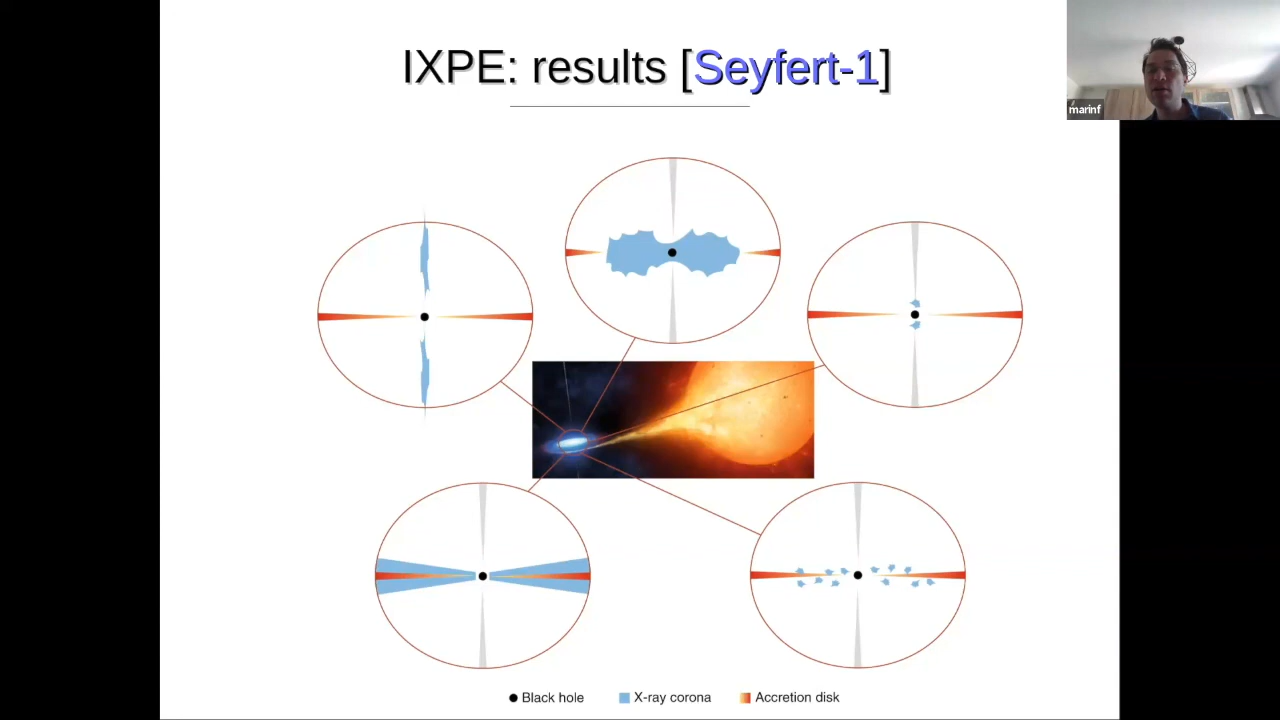 IXPE: results [Seyfert-1]
marinf
Black hole
X-ray corona
Accretion disk